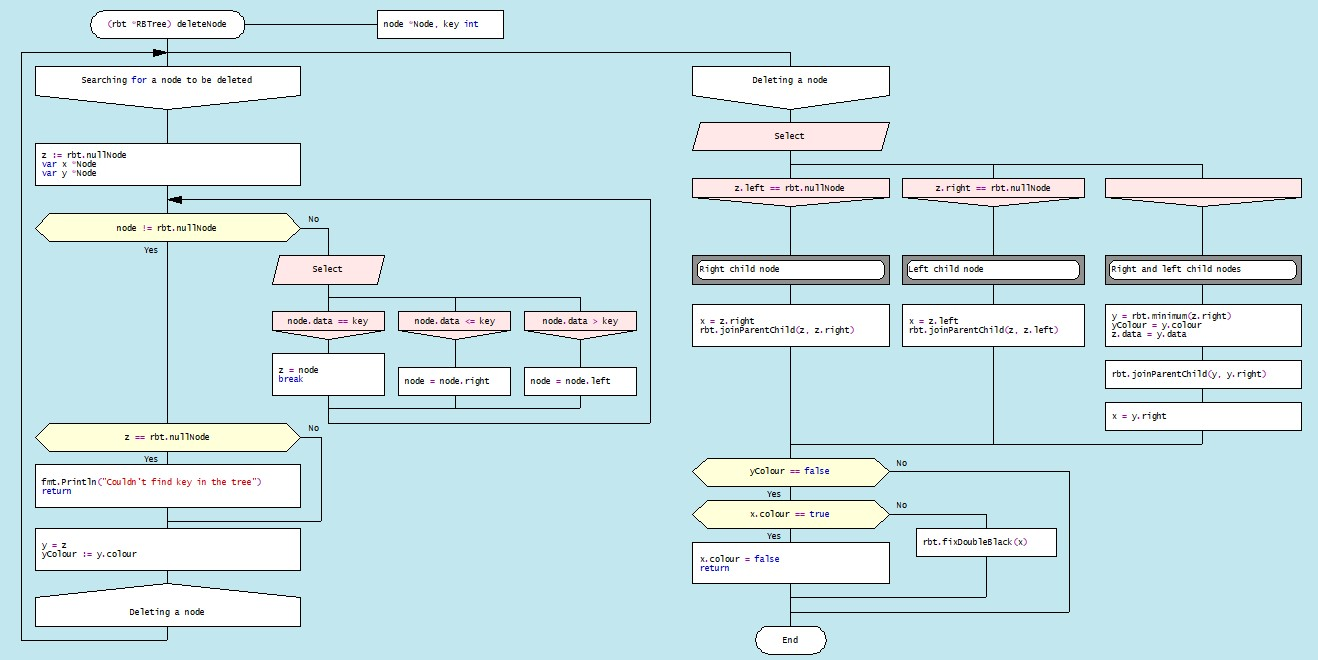 (rbt *RBTree) deleteNode
node *Node, key int
Searching for a node to be deleted
z := rbt.nullNode
var x *Node
var y *Node
node != rbt.nullNode
No
Yes
Select
node.data == key
node.data <= key
node.data > key
z = node
break
node = node.right
node = node.left
z == rbt.nullNode
No
Yes
fmt.Println("Couldn't find key in the tree")
return
y = z
yColour := y.colour
Deleting a node
Deleting a node
Select
z.left == rbt.nullNode
z.right == rbt.nullNode
Right child node
Left child node
Right and left child nodes
x = z.right
rbt.joinParentChild(z, z.right)
x = z.left
rbt.joinParentChild(z, z.left)
y = rbt.minimum(z.right)
yColour = y.colour
z.data = y.data
rbt.joinParentChild(y, y.right)
x = y.right
yColour == false
No
Yes
x.colour == true
No
Yes
rbt.fixDoubleBlack(x)
x.colour = false
return
End